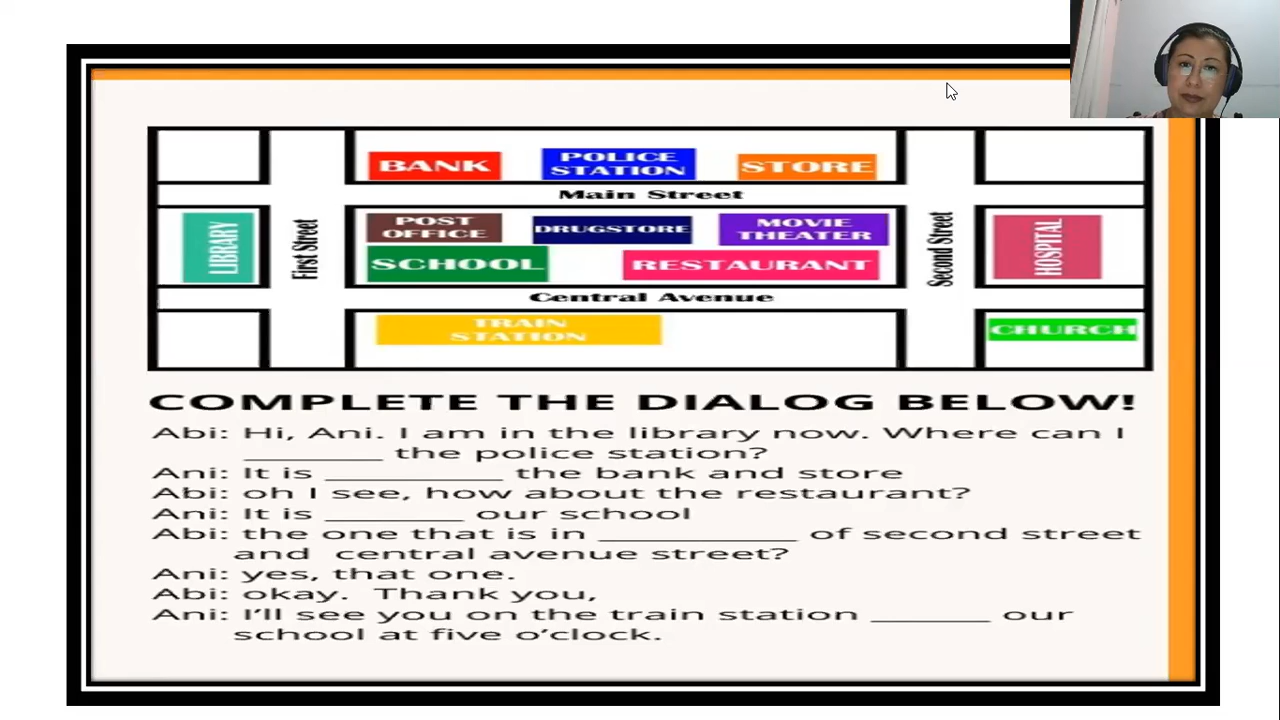 BANK
POLICE
STATION
STORE
Main Street
LIBRARY
First Street
POST
OFFICE
DRUGSTORE
MOVIE
THEATER
SCHOOL
RESTAURANT
Second Street
HOSPITAL
Central Avenue
TRAIN
STATION
CHURCH
COMPLETE THE DIALOG BELOW!
Abi: Hi, Ani. I am in the library now. Where can I
________ the police station?
Ani: It is __________ the bank and store
Abi: oh I see, how about the restaurant?
Ani: It is ________ our school
Abi: the one that is in ___________ of second street
and central avenue street?
Ani: yes, that one.
Abi: okay. Thank you,
Ani: I'll see you on the train station _______ our
school at five o'clock.